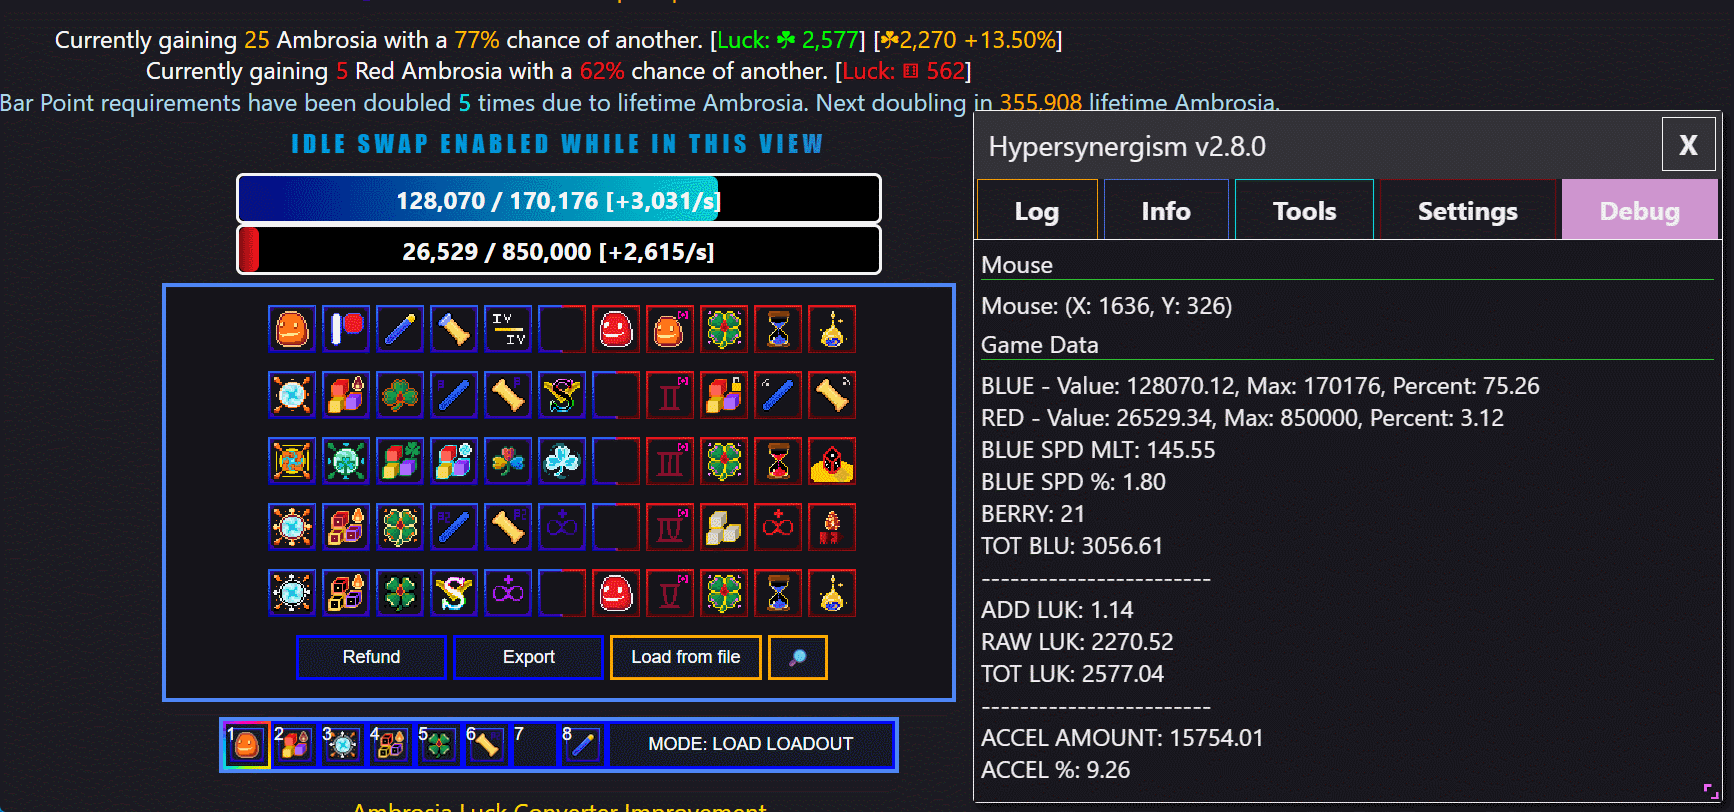 Currently gaining 25 Ambrosia with a 77% chance of another. [Luck: ☘ 2,577] [☘2,270 +13.50%]
Currently gaining 5 Red Ambrosia with a 62% chance of another. [Luck: ⚅ 562]
Bar Point requirements have been doubled 5 times due to lifetime Ambrosia. Next doubling in 355,908 lifetime Ambrosia.
IDLE SWAP ENABLED WHILE IN THIS VIEW
128,070 / 170,176 [+3,031/s]
26,529 / 850,000 [+2,615/s]
IV
IV
II
III
IV
V
Refund
Export
Load from file
1
2
3
4
5
6
7
8
MODE: LOAD LOADOUT
Ambrosia Luck Converter Improvement
Hypersynergism v2.8.0
X
Log
Info
Tools
Settings
Debug
Mouse
Mouse: (X: 1636, Y: 326)
Game Data
BLUE - Value: 128070.12, Max: 170176, Percent: 75.26
RED - Value: 26529.34, Max: 850000, Percent: 3.12
BLUE SPD MLT: 145.55
BLUE SPD %: 1.80
BERRY: 21
TOT BLU: 3056.61
------------------------
ADD LUK: 1.14
RAW LUK: 2270.52
TOT LUK: 2577.04
------------------------
ACCEL AMOUNT: 15754.01
ACCEL %: 9.26